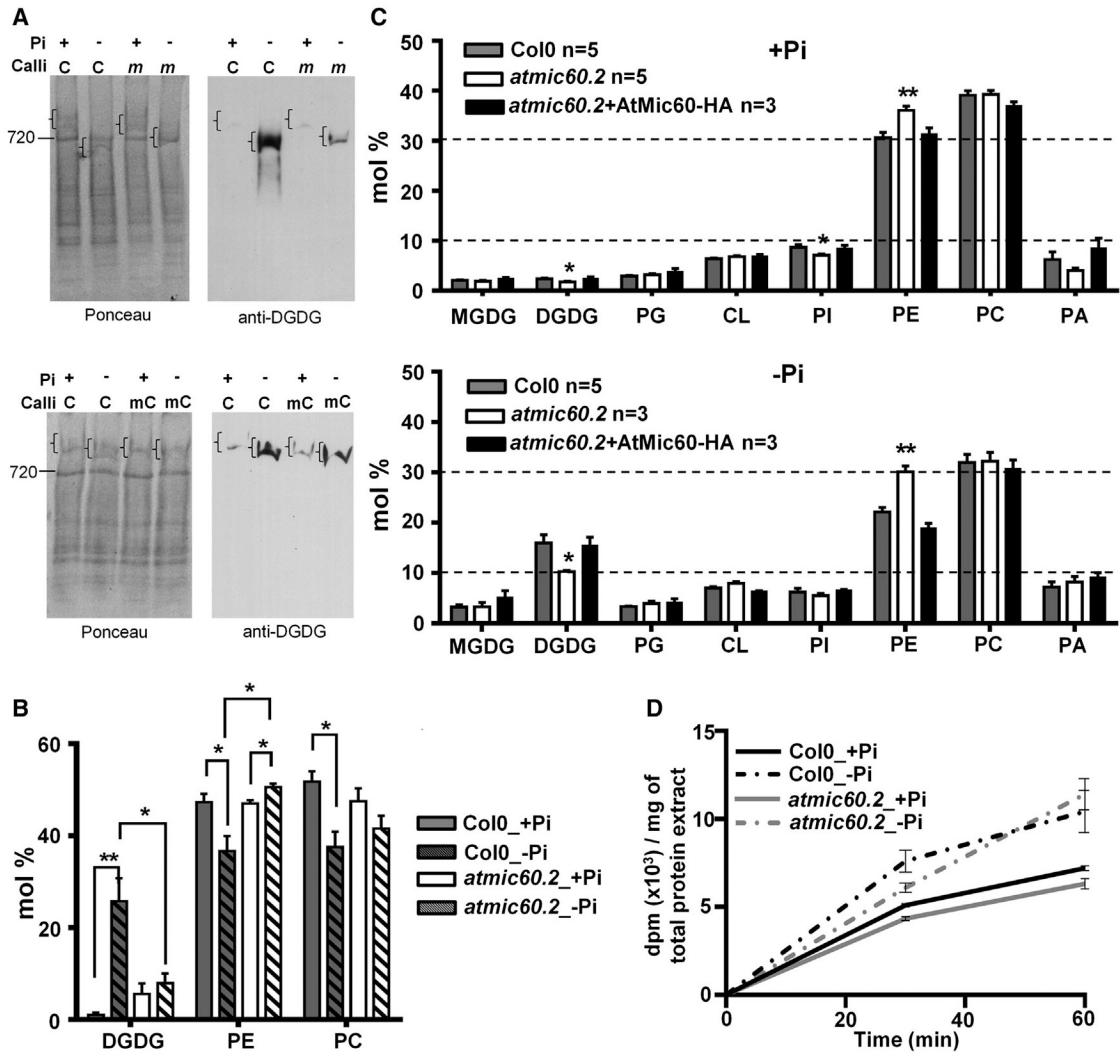 A
Pi + - + - + - + -
Calli C C m m C C m m
720
Ponceau anti-DGDG
Pi + - + - + - + -
Calli C C mC mC C C mC mC
720
Ponceau anti-DGDG
C
+Pi
Col0 n=5
atmic60.2 n=5
atmic60.2+AtMic60-HA n=3
mol %
50
40
30
20
10
0
* * **
MGDG DGDG PG CL PI PE PC PA
-Pi
Col0 n=5
atmic60.2 n=3
atmic60.2+AtMic60-HA n=3
mol %
50
40
30
20
10
0
* **
MGDG DGDG PG CL PI PE PC PA
B
mol %
60
40
20
0
** * * * * *
DGDG PE PC
Col0_+Pi
Col0_-Pi
atmic60.2_+Pi
atmic60.2_-Pi
D
dpm (x10³) / mg of
total protein extract
15
10
5
0
Col0_+Pi
Col0_-Pi
atmic60.2_+Pi
atmic60.2_-Pi
0 20 40 60
Time (min)